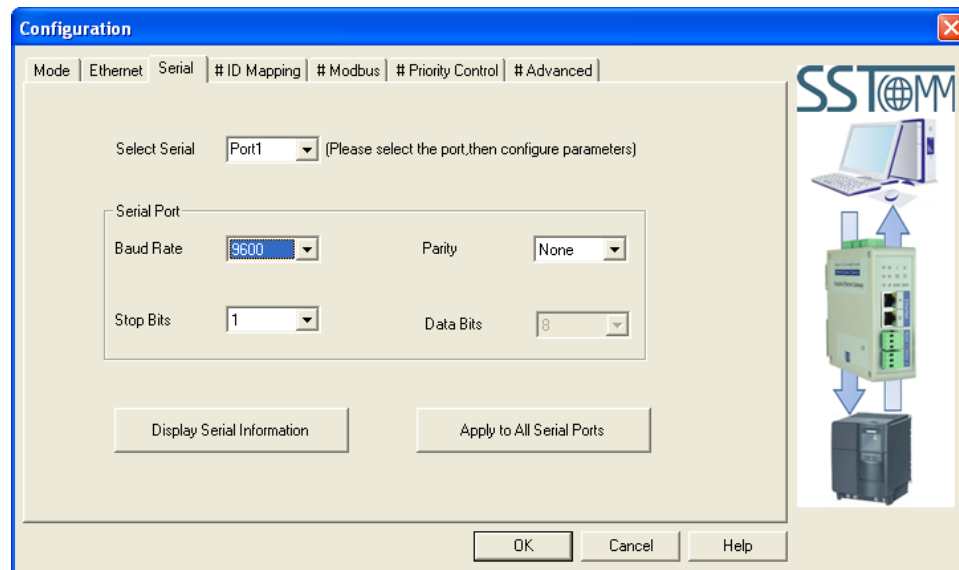 Configuration
Mode Ethernet Serial # ID Mapping # Modbus # Priority Control # Advanced
SSTCOMM
Select Serial Port1 (Please select the port,then configure parameters)
Serial Port
Baud Rate 9600 Parity None
Stop Bits 1 Data Bits 8
Display Serial Information Apply to All Serial Ports
OK Cancel Help